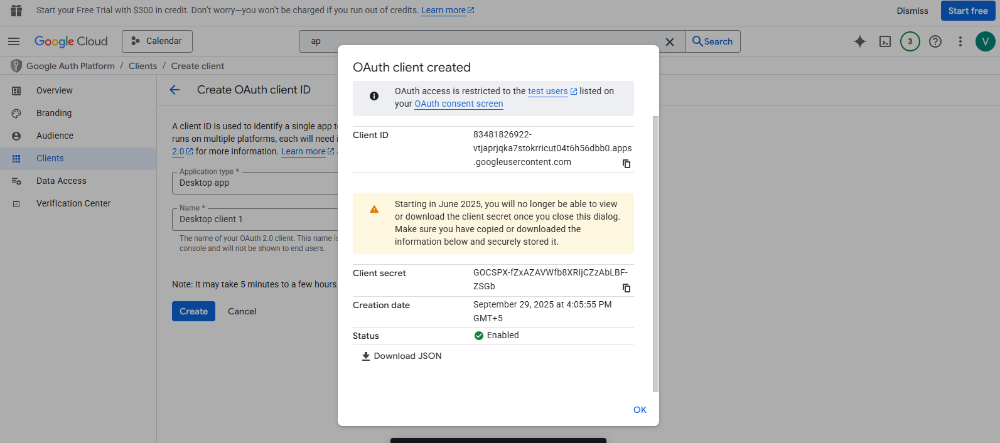 Start your Free Trial with $300 in credit. Don't worry—you won't be charged if you run out of credits. Learn more
Dismiss
Start free
Google Cloud
Calendar
ap
Search
3
V
Google Auth Platform / Clients / Create client
Overview
Branding
Audience
Clients
Data Access
Verification Center
Create OAuth client ID
A client ID is used to identify a single app
runs on multiple platforms, each will need
2.0 for more information. Learn more
Application type *
Desktop app
Name *
Desktop client 1
The name of your OAuth 2.0 client. This name is
console and will not be shown to end users.
Note: It may take 5 minutes to a few hours
Create
Cancel
OAuth client created
OAuth access is restricted to the test users listed on
your OAuth consent screen
Client ID
83481826922-
vtjaprjqka7stokrricut04t6h56dbb0.apps
.googleusercontent.com
Starting in June 2025, you will no longer be able to view
or download the client secret once you close this dialog.
Make sure you have copied or downloaded the
information below and securely stored it.
Client secret
GOCSPX-fZxAZAVWfb8XRIjCZzAbLBF-
ZSGb
Creation date
September 29, 2025 at 4:05:55 PM
GMT+5
Status
Enabled
Download JSON
OK